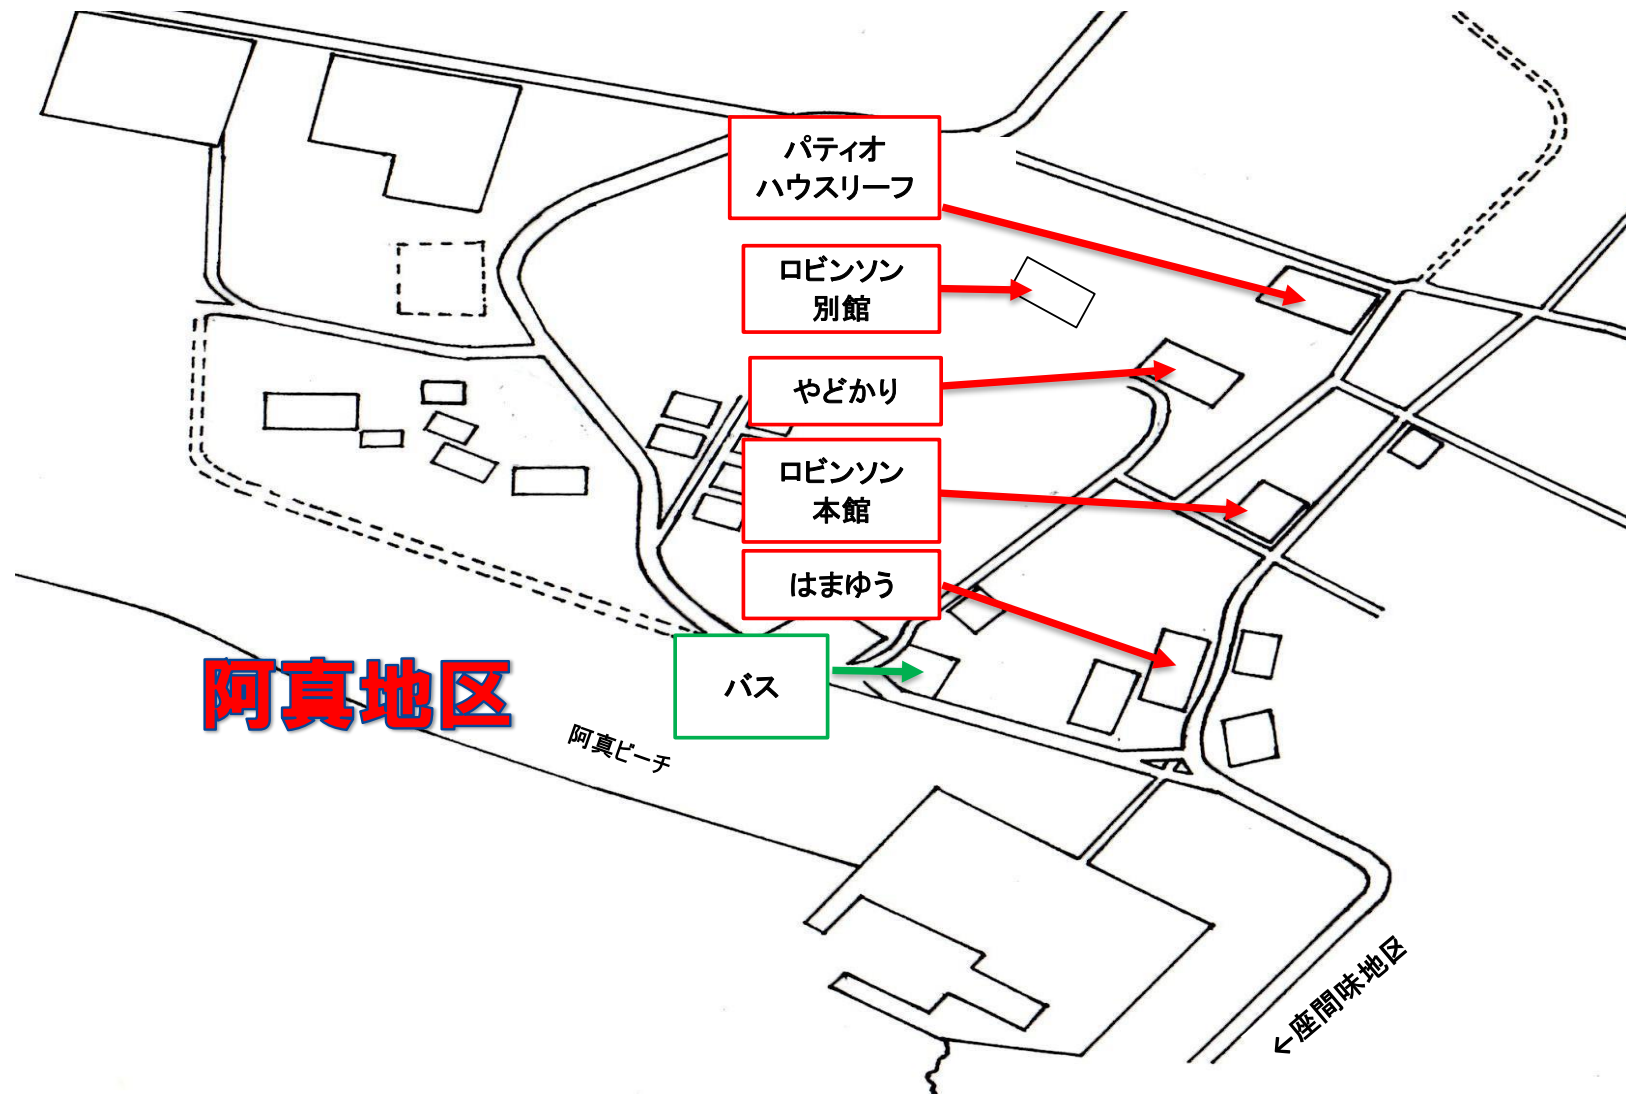 パティオ
ハウスリーフ
ロビンソン
別館
やどかり
ロビンソン
本館
はまゆう
バス
阿真地区
阿真ビーチ
←座間味地区